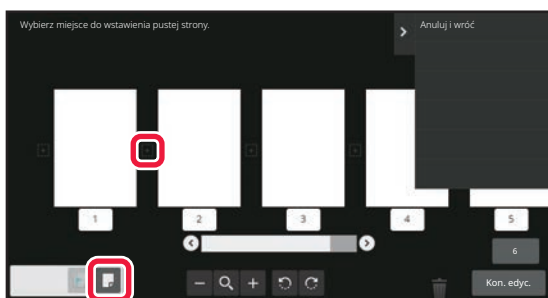 Wybierz miejsce do wstawienia pustej strony.
Anuluj i wróć
1 2 3 4 5
6
Kon. edyc.